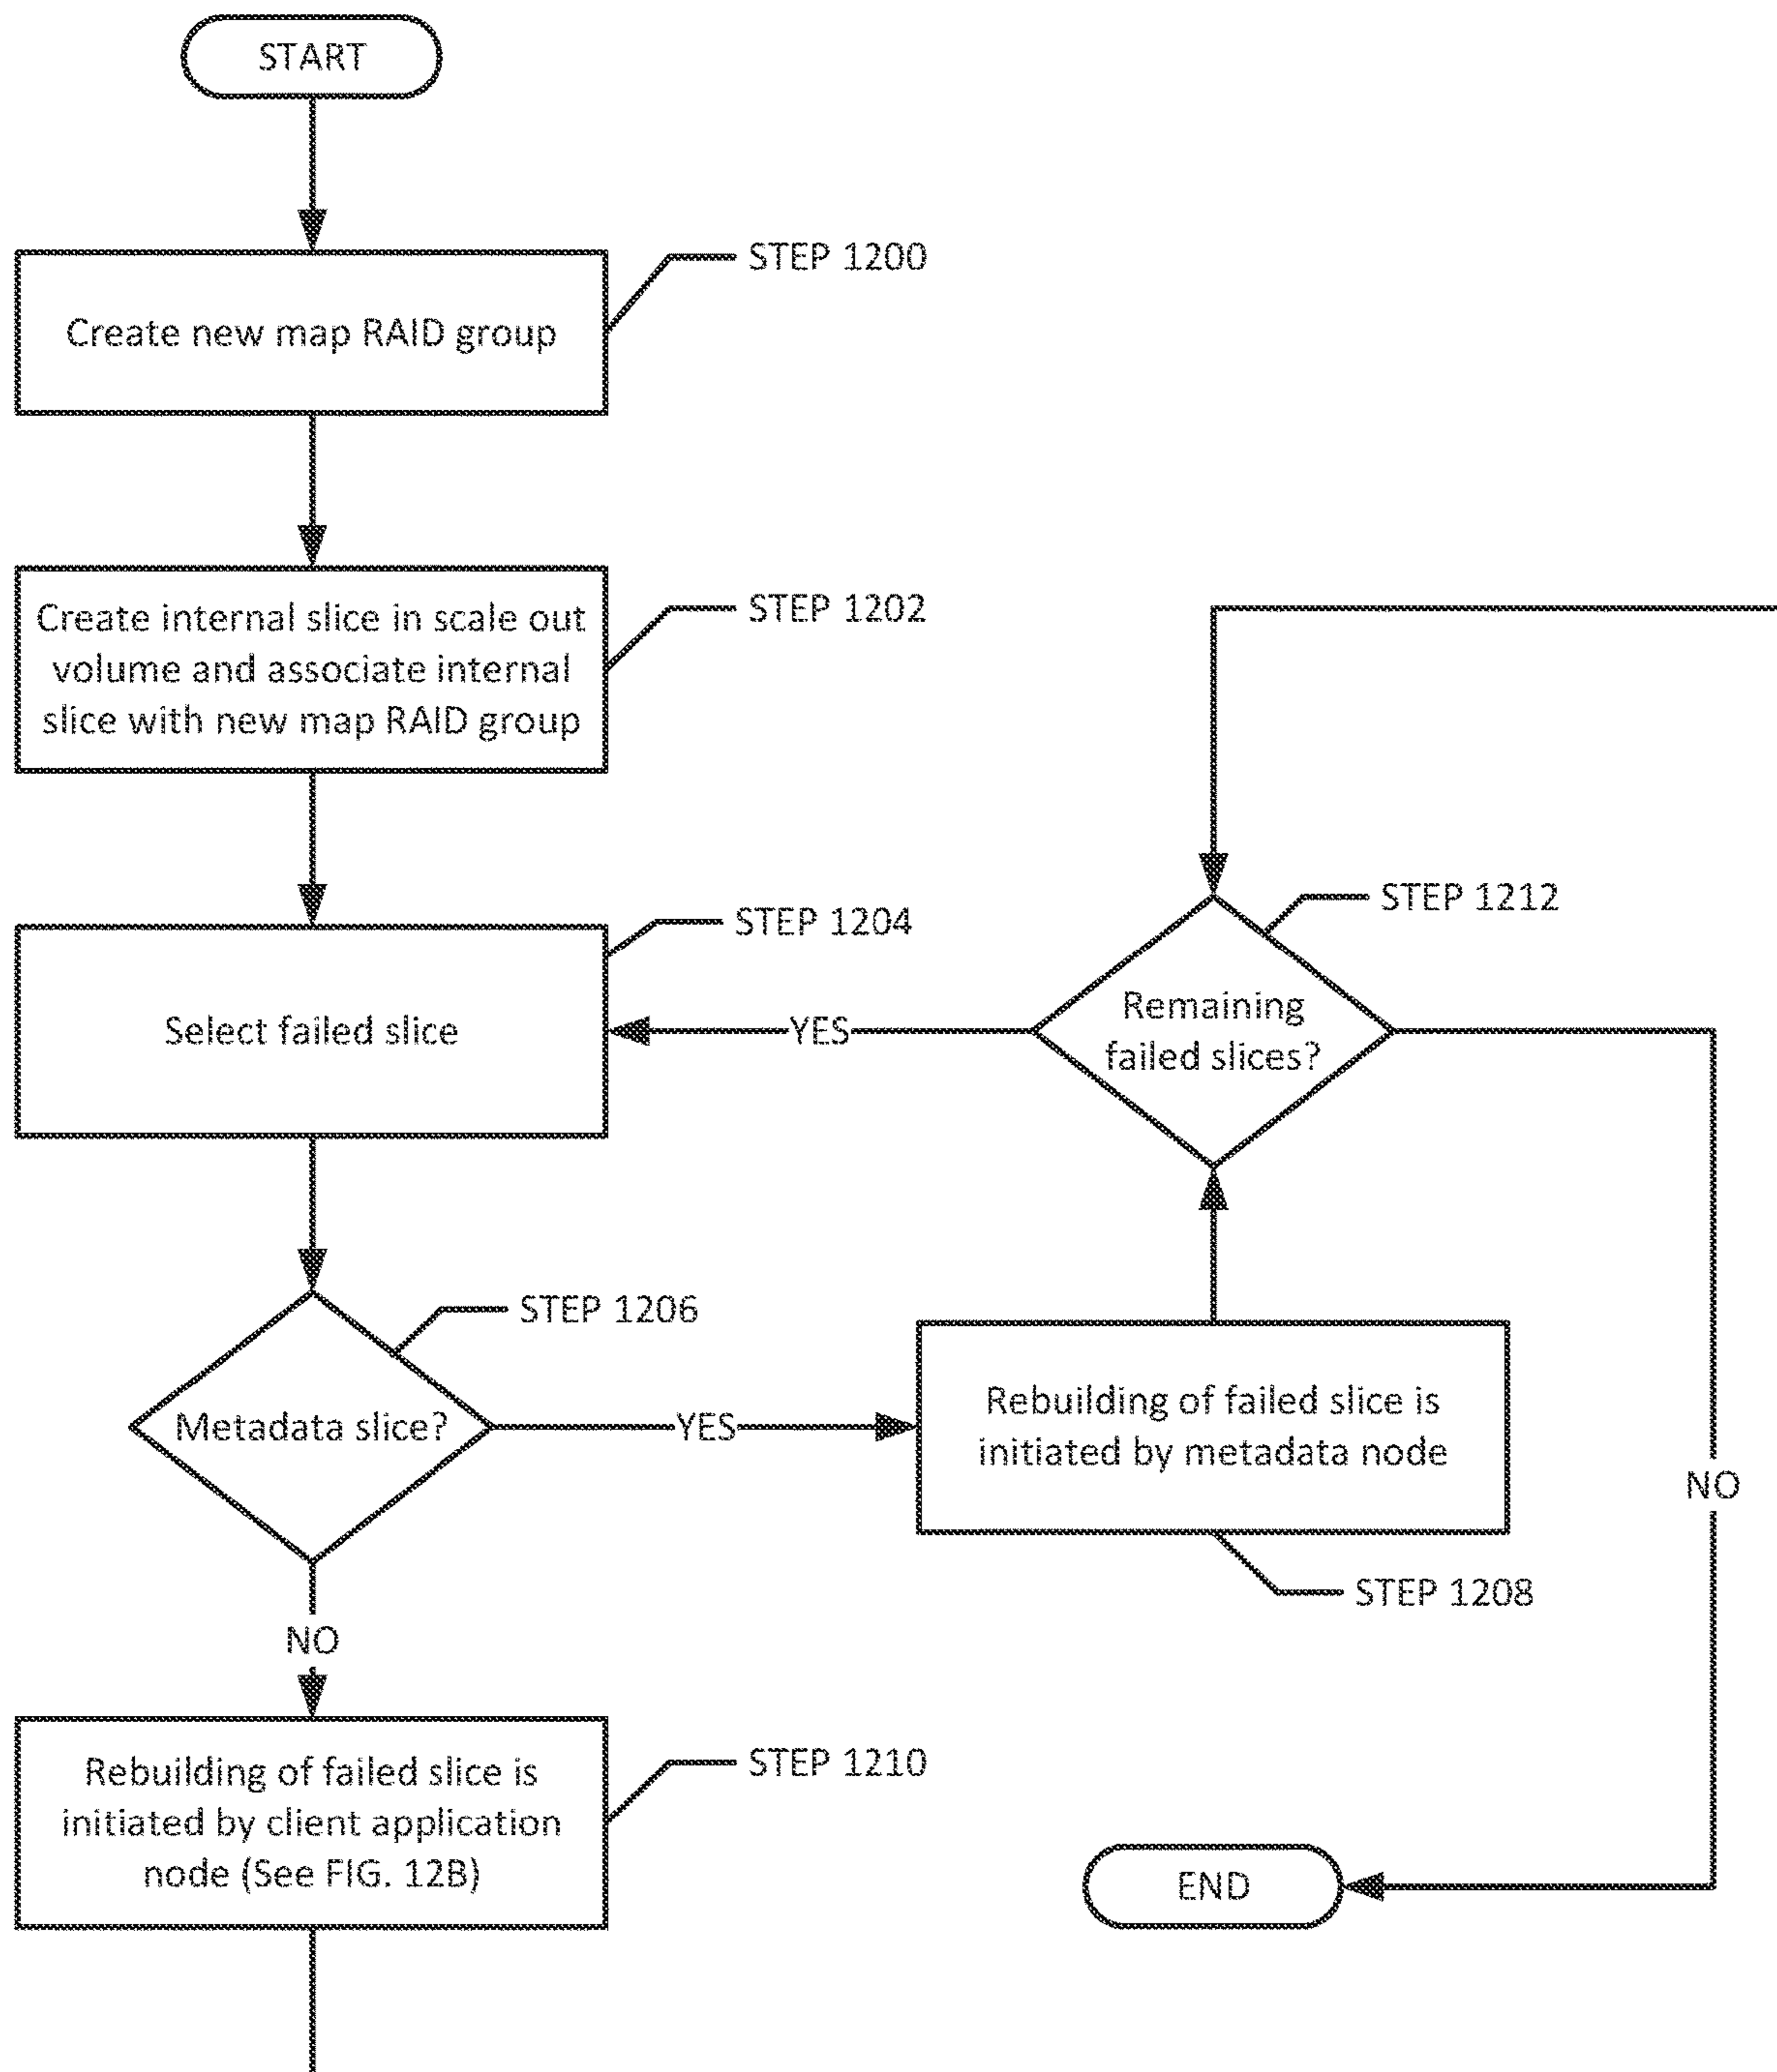 START
STEP 1200
Create new map RAID group
STEP 1202
Create internal slice in scale out
volume and associate internal
slice with new map RAID group
STEP 1204
Select failed slice
YES
STEP 1212
Remaining
failed slices?
STEP 1206
Metadata slice?
YES
Rebuilding of failed slice is
initiated by metadata node
STEP 1208
NO
NO
STEP 1210
Rebuilding of failed slice is
initiated by client application
node (See FIG. 12B)
END